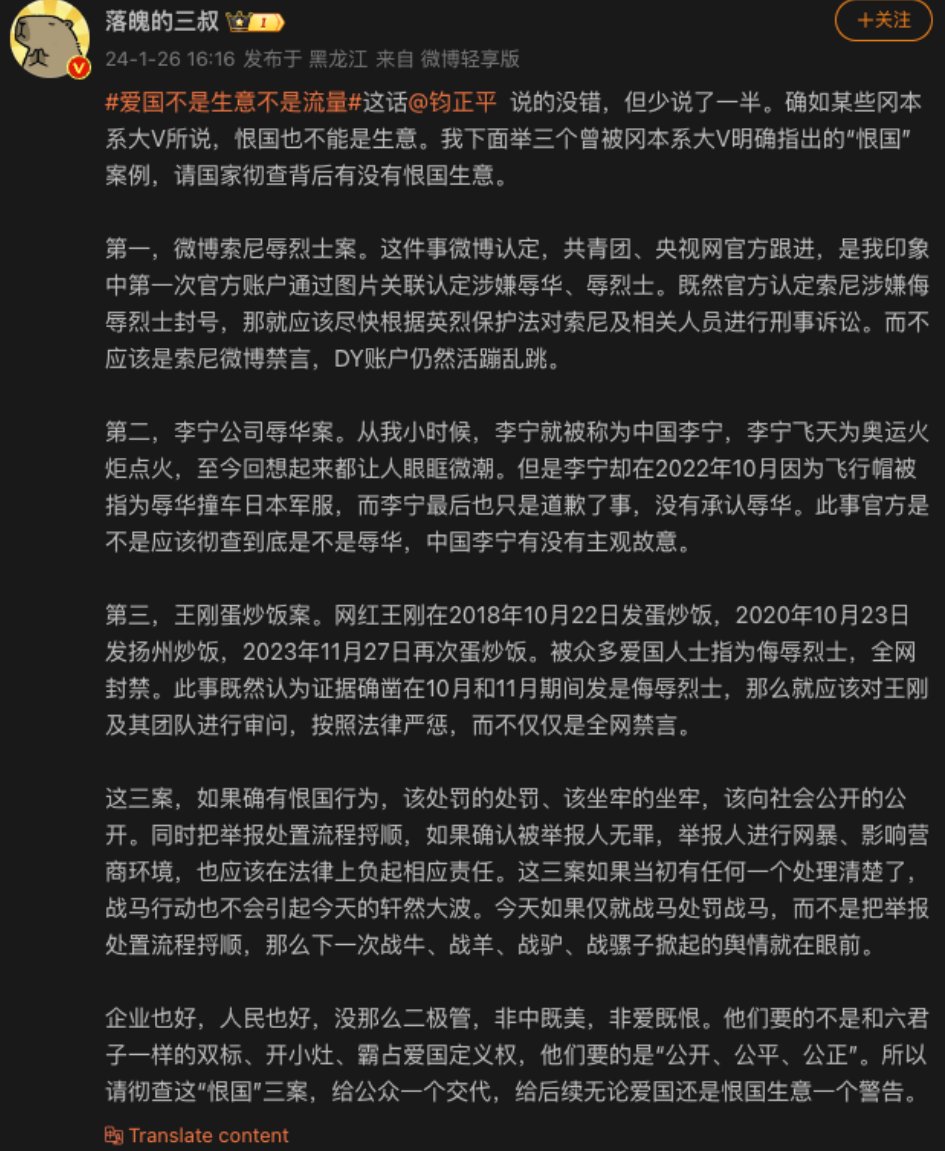 落魄的三叔
I
+关注
24-1-26 16:16 发布于 黑龙江 来自 微博轻享版
#爱国不是生意不是流量#这话@钧正平 说的没错，但少说了一半。确如某些冈本
系大V所说，恨国也不能是生意。我下面举三个曾被冈本系大V明确指出的“恨国”
案例，请国家彻查背后有没有恨国生意。
第一，微博索尼辱烈士案。这件事微博认定，共青团、央视网官方跟进，是我印象
中第一次官方账户通过图片关联认定涉嫌辱华、辱烈士。既然官方认定索尼涉嫌侮
辱烈士封号，那就应该尽快根据英烈保护法对索尼及相关人员进行刑事诉讼。而不
应该是索尼微博禁言，DY账户仍然活蹦乱跳。
第二，李宁公司辱华案。从我小时候，李宁就被称为中国李宁，李宁飞天为奥运火
炬点火，至今回想起来都让人眼眶微潮。但是李宁却在2022年10月因为飞行帽被
指为辱华撞车日本军服，而李宁最后也只是道歉了事，没有承认辱华。此事官方是
不是应该彻查到底是不是辱华，中国李宁有没有主观故意。
第三，王刚蛋炒饭案。网红王刚在2018年10月22日发蛋炒饭，2020年10月23日
发扬州炒饭，2023年11月27日再次蛋炒饭。被众多爱国人士指为侮辱烈士，全网
封禁。此事既然认为证据确凿在10月和11月期间发是侮辱烈士，那么就应该对王刚
及其团队进行审问，按照法律严惩，而不仅仅是全网禁言。
这三案，如果确有恨国行为，该处罚的处罚、该坐牢的坐牢，该向社会公开的公
开。同时把举报处置流程捋顺，如果确认被举报人无罪，举报人进行网暴、影响营
商环境，也应该在法律上负起相应责任。这三案如果当初有任何一个处理清楚了，
战马行动也不会引起今天的轩然大波。今天如果仅就战马处罚战马，而不是把举报
处置流程捋顺，那么下一次战牛、战羊、战驴、战骡子掀起的舆情就在眼前。
企业也好，人民也好，没那么二极管，非中既美，非爱既恨。他们要的不是和六君
子一样的双标、开小灶、霸占爱国定义权，他们要的是“公开、公平、公正”。所以
请彻查这“恨国”三案，给公众一个交代，给后续无论爱国还是恨国生意一个警告。
Translate content